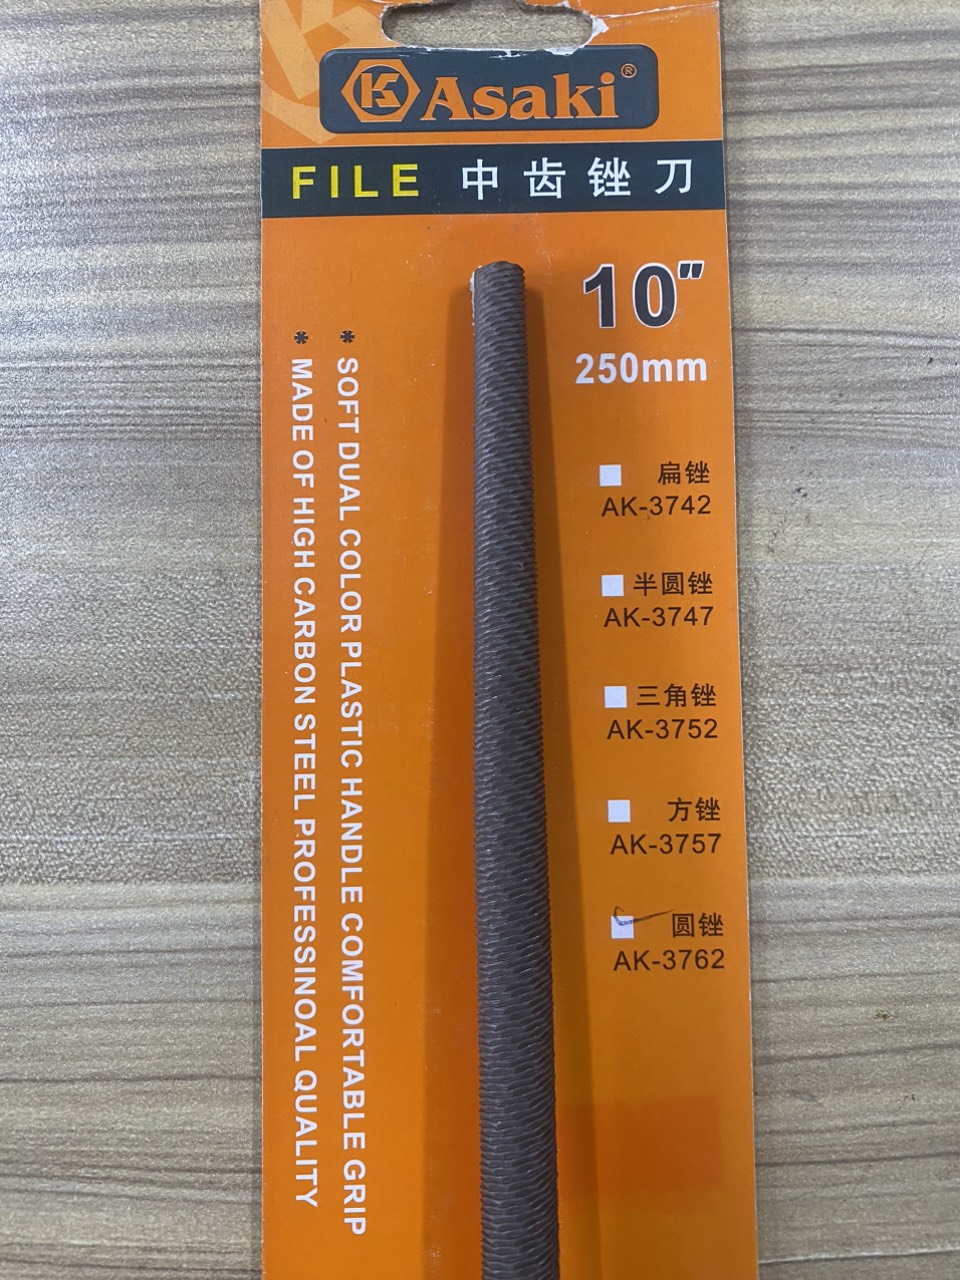 Asaki®
FILE 中齿锉刀
10"
250mm
* SOFT DUAL COLOR PLASTIC HANDLE COMFORTABLE GRIP
* MADE OF HIGH CARBON STEEL PROFESSINOAL QUALITY
扁锉
AK-3742
半圆锉
AK-3747
三角锉
AK-3752
方锉
AK-3757
圆锉
AK-3762